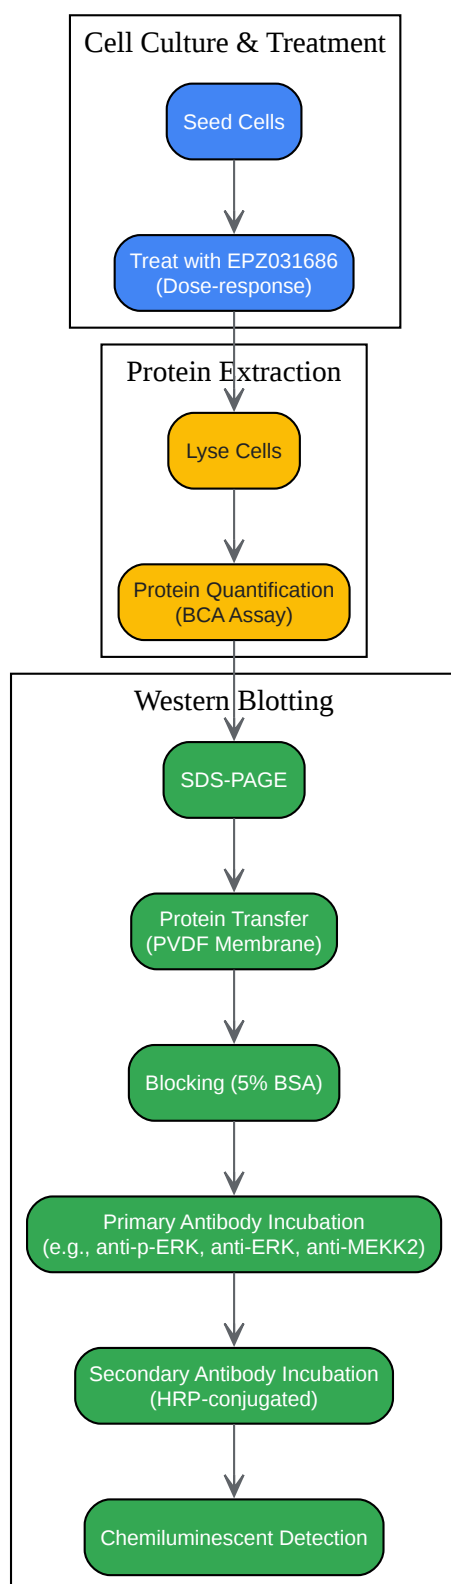 Cell Culture & Treatment
Seed Cells
Treat with EPZ031686
(Dose-response)
Protein Extraction
Lyse Cells
Protein Quantification
(BCA Assay)
Western Blotting
SDS-PAGE
Protein Transfer
(PVDF Membrane)
Blocking (5% BSA)
Primary Antibody Incubation
(e.g., anti-p-ERK, anti-ERK, anti-MEKK2)
Secondary Antibody Incubation
(HRP-conjugated)
Chemiluminescent Detection